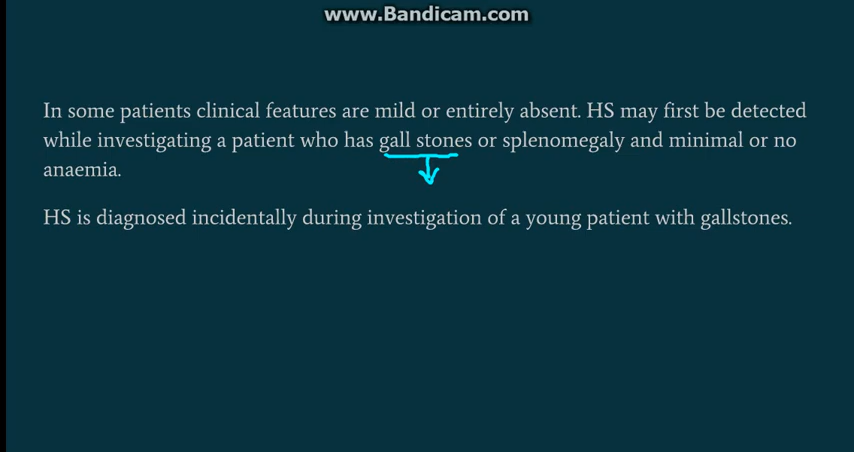 www.Bandicam.com
In some patients clinical features are mild or entirely absent. HS may first be detected
while investigating a patient who has gall stones or splenomegaly and minimal or no
anaemia.
HS is diagnosed incidentally during investigation of a young patient with gallstones.